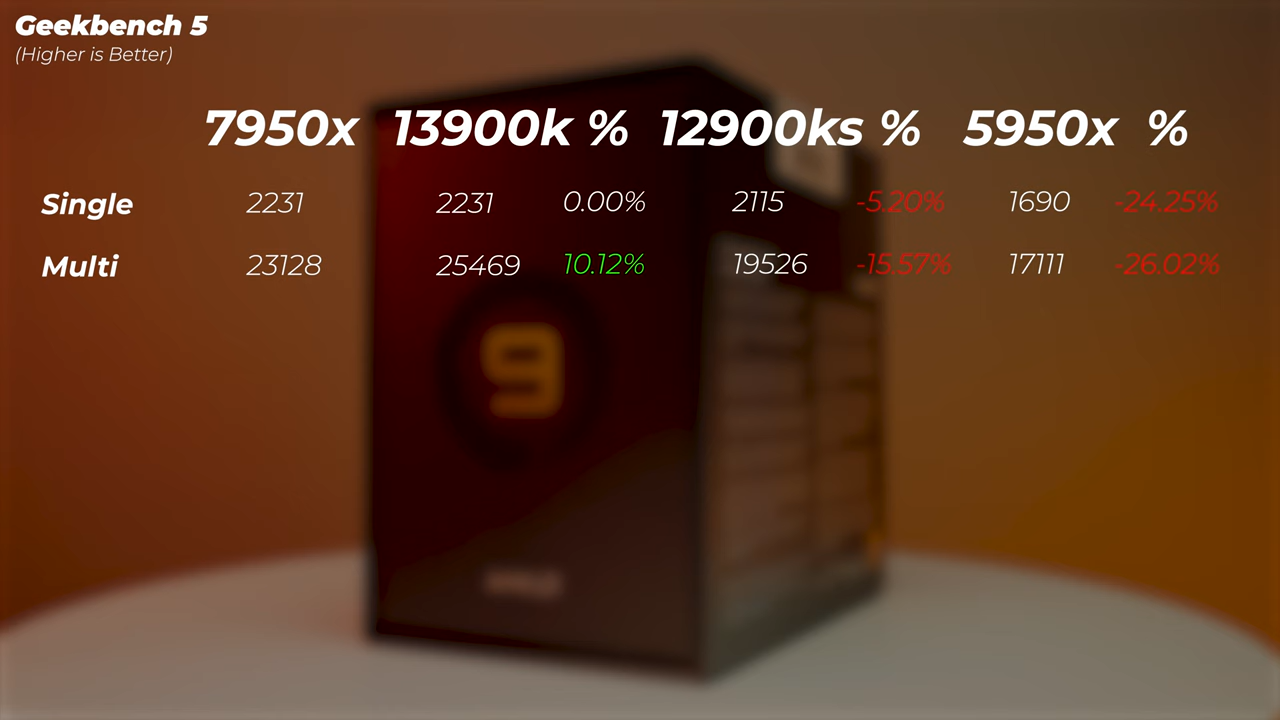 Geekbench 5
(Higher is Better)
7950x 13900k % 12900ks % 5950x %
Single 2231 2231 0.00% 2115 -5.20% 1690 -24.25%
Multi 23128 25469 10.12% 19526 -15.57% 17111 -26.02%
9